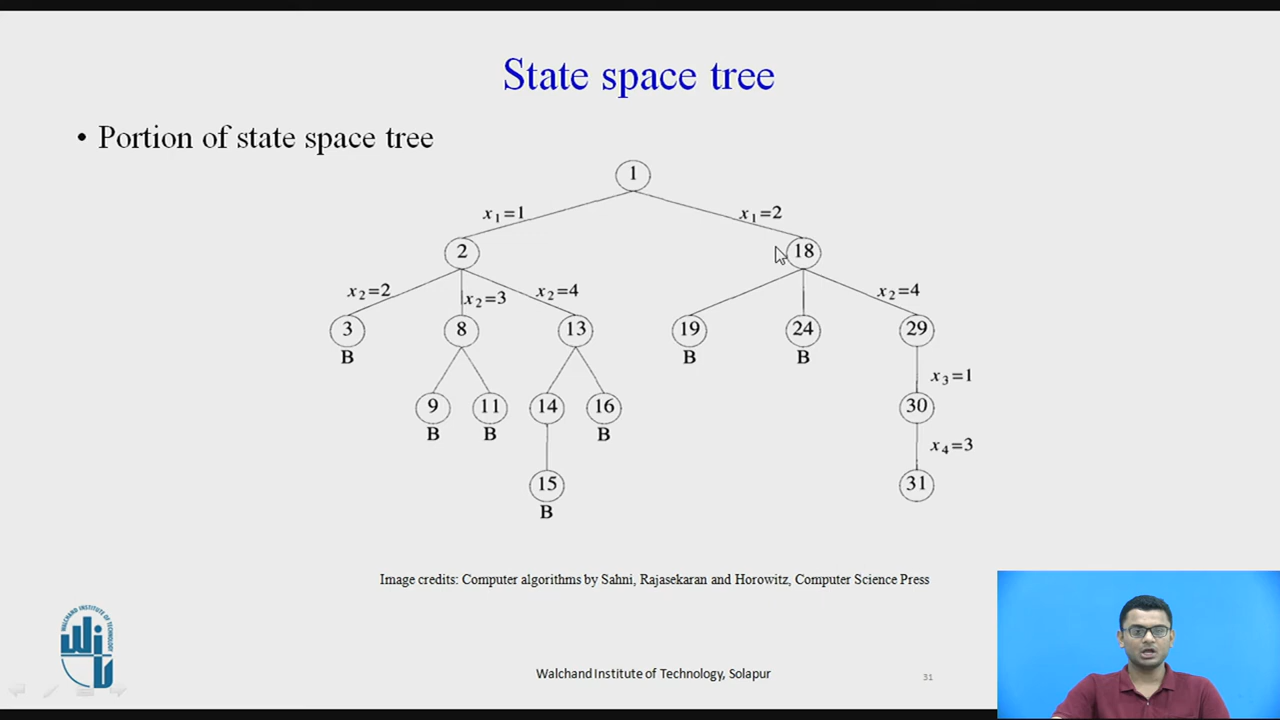 State space tree
• Portion of state space tree
1
x1=1 x1=2
2 18
x2=2 x2=3 x2=4 x2=4
3 8 13 19 24 29
B B B
x3=1
9 11 14 16 30
B B B
x4=3
15 31
B
Image credits: Computer algorithms by Sahni, Rajasekaran and Horowitz, Computer Science Press
Walchand Institute of Technology, Solapur
31